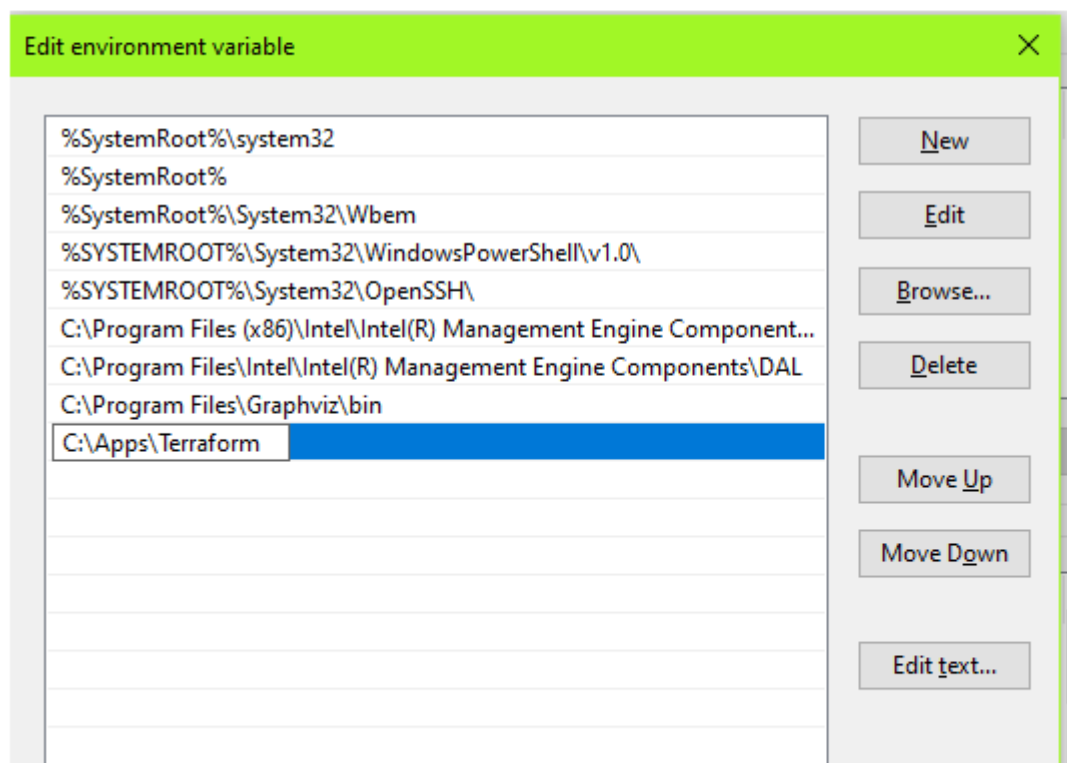 Edit environment variable
%SystemRoot%\system32
%SystemRoot%
%SystemRoot%\System32\Wbem
%SYSTEMROOT%\System32\WindowsPowerShell\v1.0\
%SYSTEMROOT%\System32\OpenSSH\
C:\Program Files (x86)\Intel\Intel(R) Management Engine Component...
C:\Program Files\Intel\Intel(R) Management Engine Components\DAL
C:\Program Files\Graphviz\bin
C:\Apps\Terraform
New
Edit
Browse...
Delete
Move Up
Move Down
Edit text...